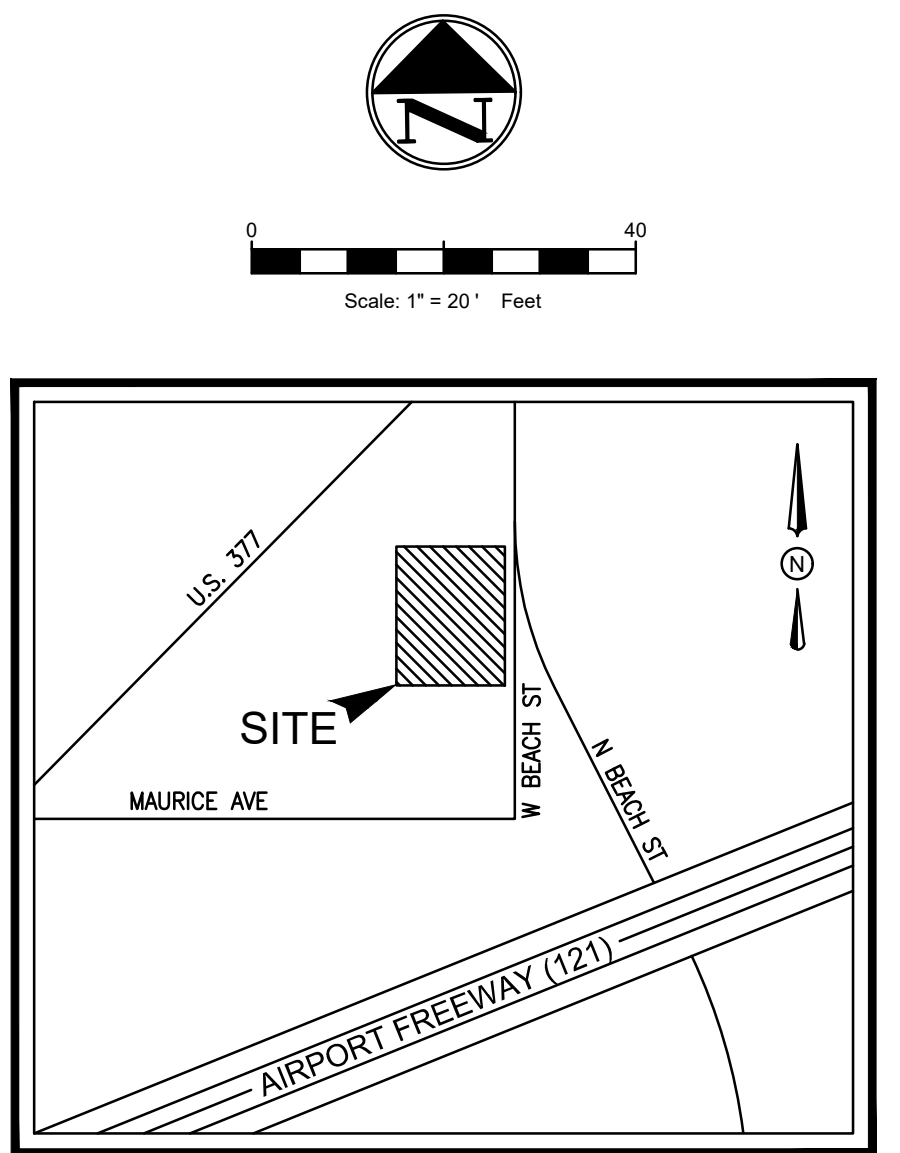 N
0 40
Scale: 1" = 20 ' Feet
U.S. 377
N
SITE
W BEACH ST
N BEACH ST
MAURICE AVE
AIRPORT FREEWAY (121)